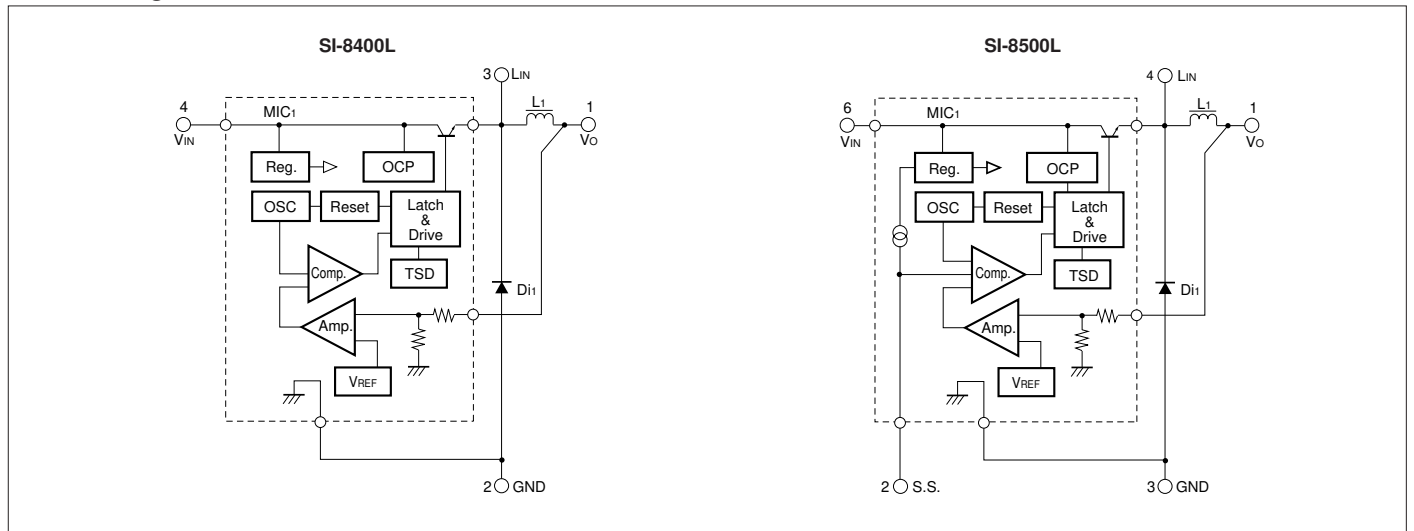 SI-8400L
3 LIN
4
VIN
MIC1
L1
1
VO
Reg.
OCP
OSC
Reset
Latch
&
Drive
Comp.
TSD
Di1
Amp.
VREF
2 GND
SI-8500L
4 LIN
6
VIN
MIC1
L1
1
VO
Reg.
OCP
OSC
Reset
Latch
&
Drive
Comp.
TSD
Di1
Amp.
VREF
2 S.S.
3 GND